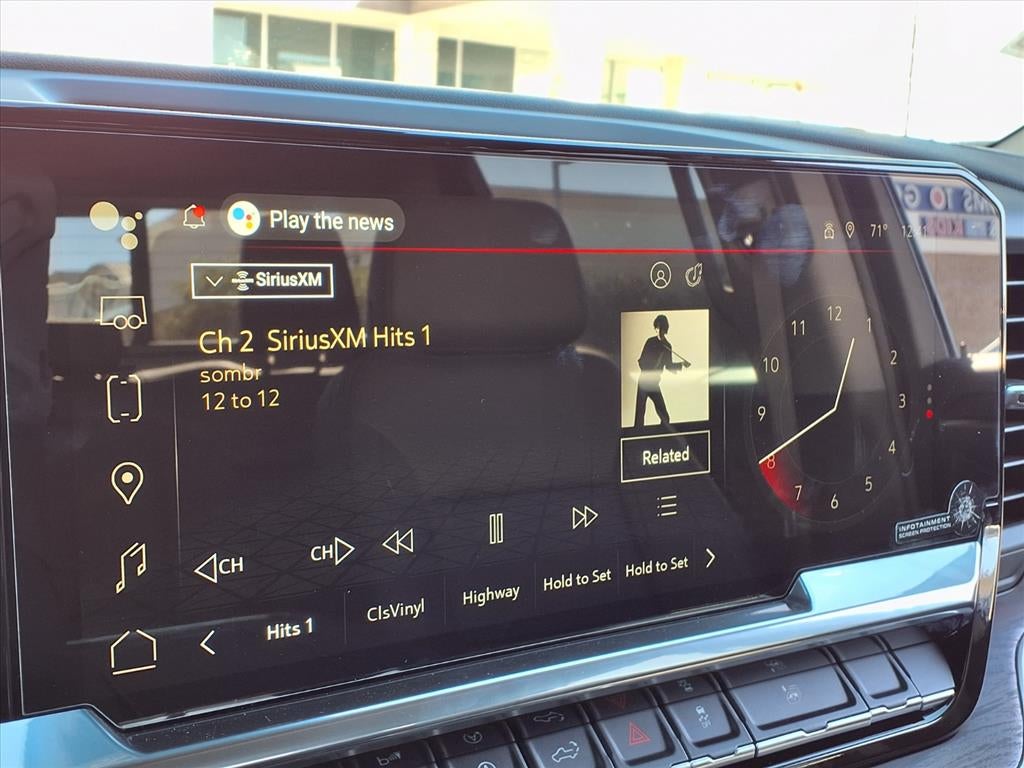 Play the news
71°
SiriusXM
Ch 2 SiriusXM Hits 1
sombr
12 to 12
Related
12
11
1
10
2
9
3
8
4
7
6
5
INFOTAINMENT
SCREEN PROTECTION
CH
CH
Hits 1
ClsVinyl
Highway
Hold to Set
Hold to Set